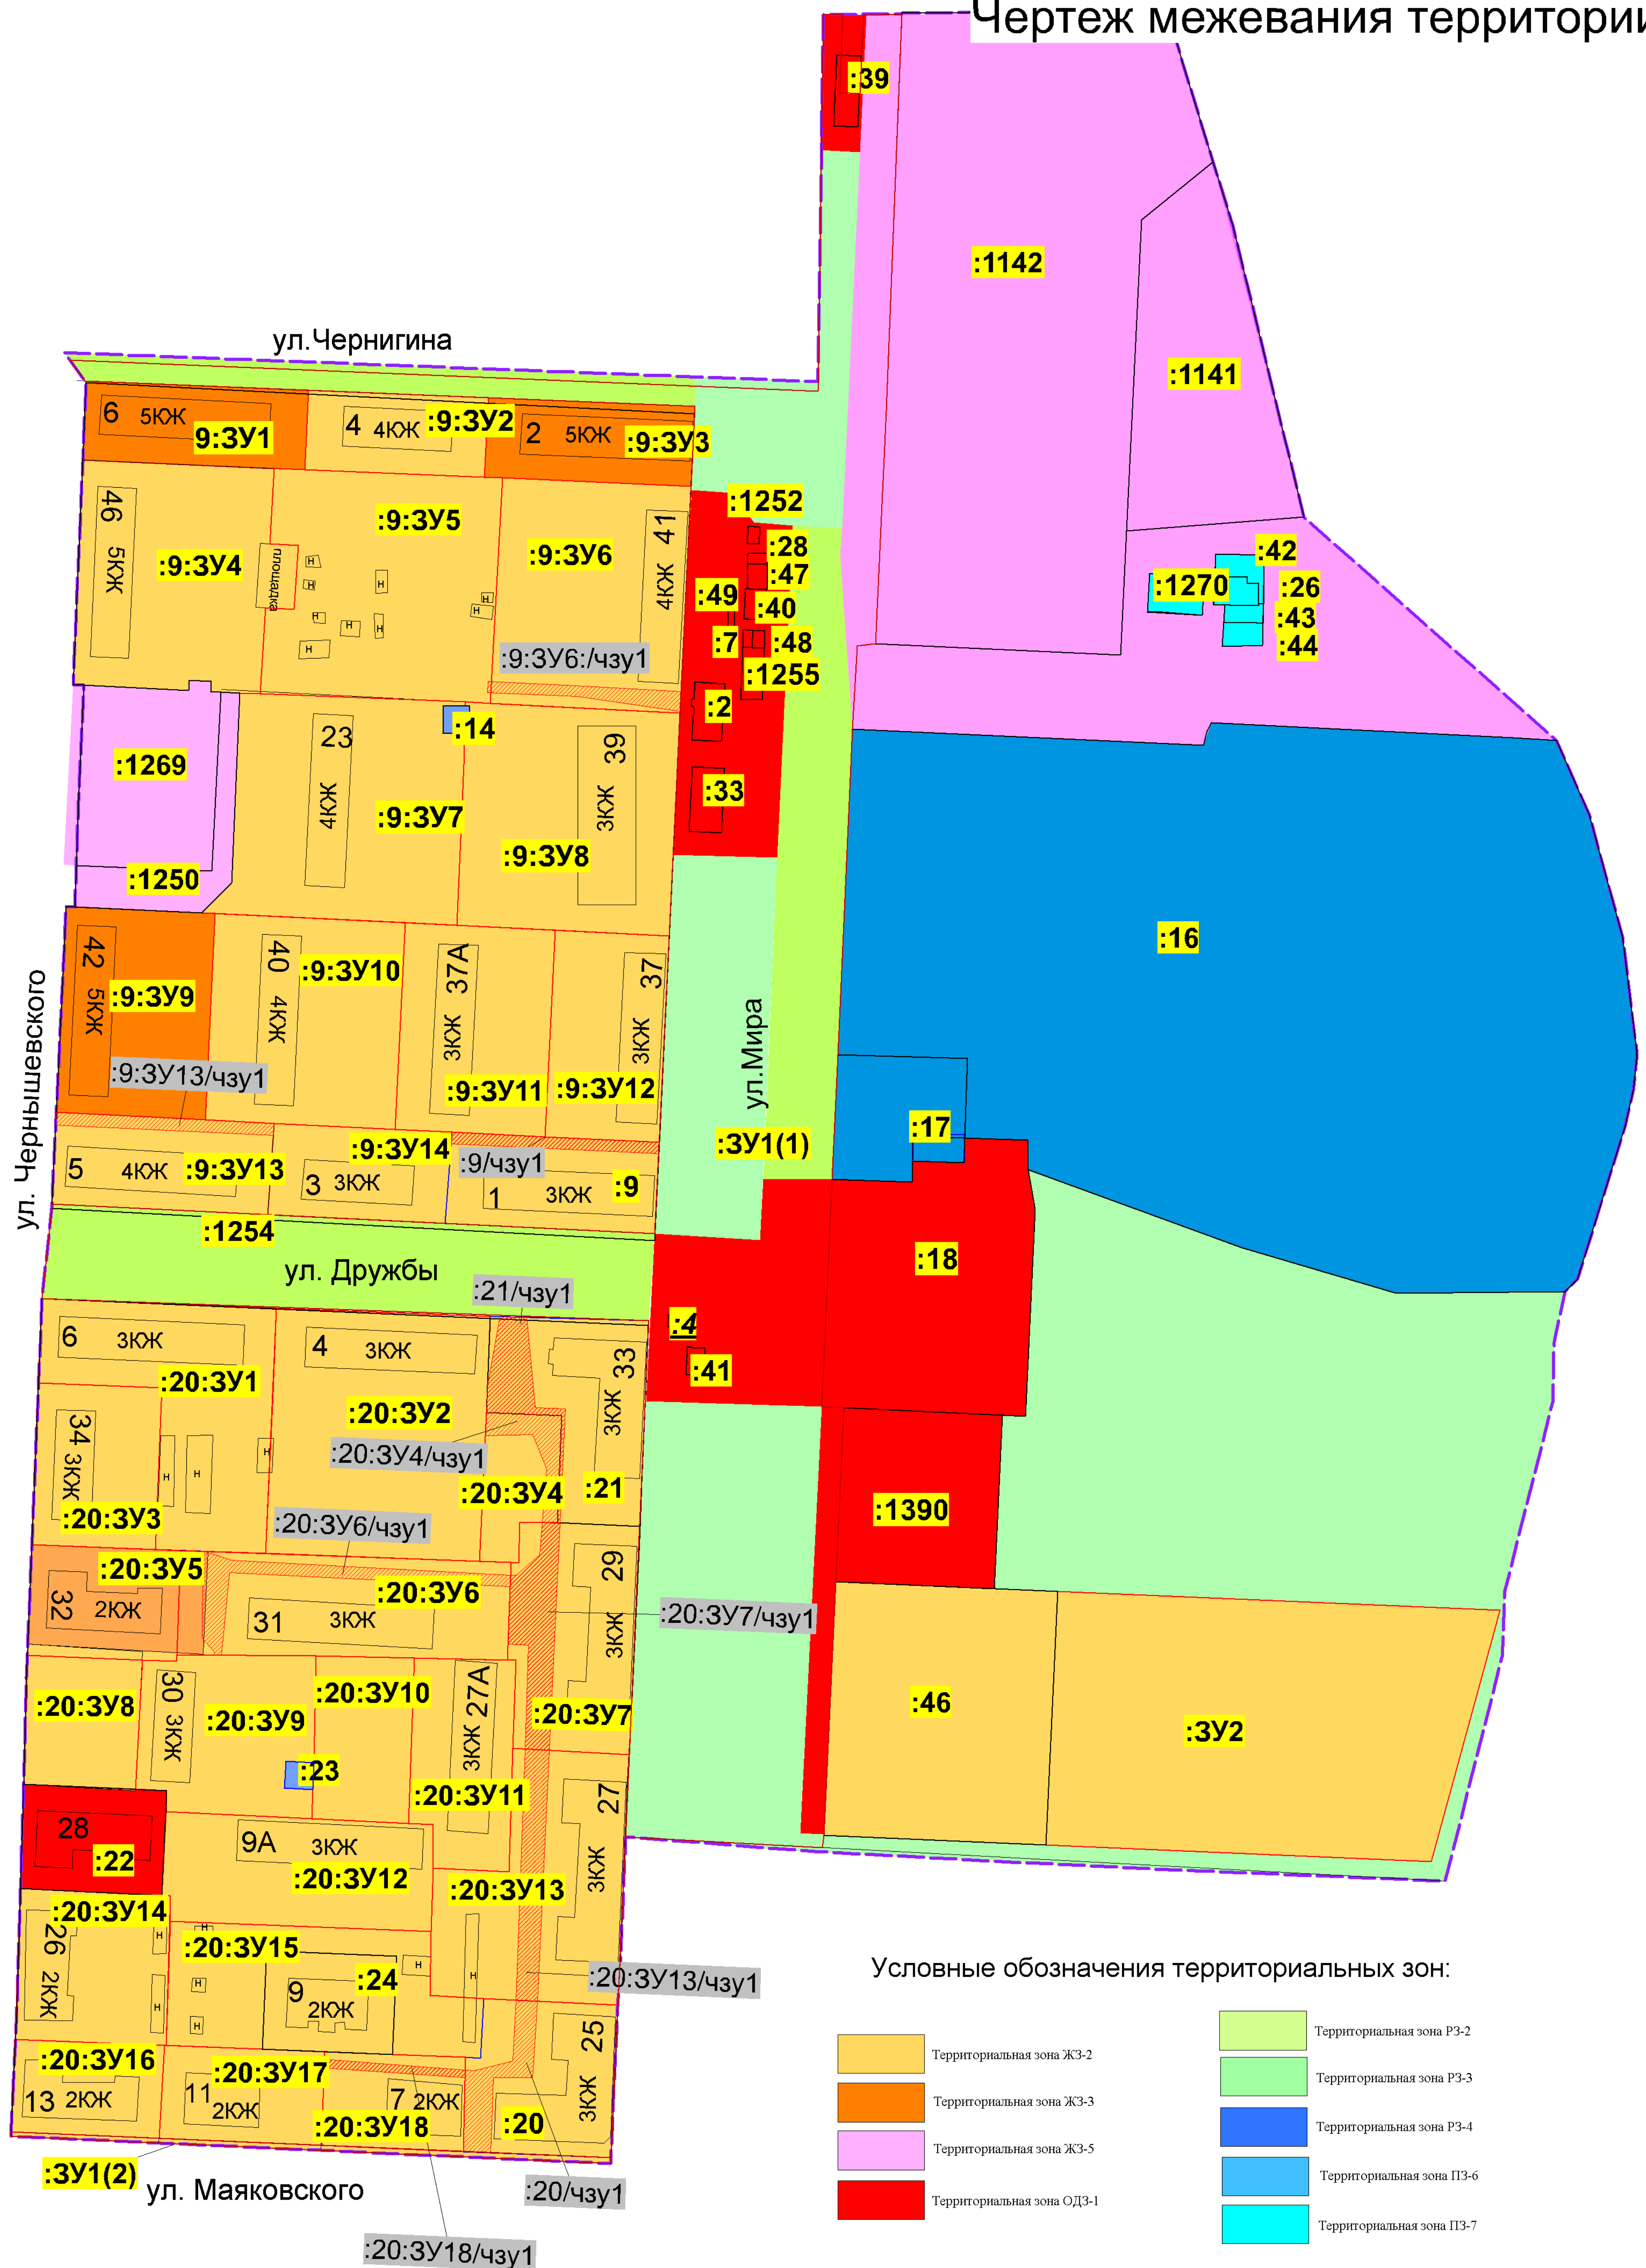 Чертеж межевания территории
:39
:1142
ул.Чернигина
:1141
6 5КЖ
9:ЗУ1
4 4КЖ
:9:ЗУ2
2 5КЖ
:9:ЗУ3
46 5КЖ
:9:ЗУ4
площадка
:9:ЗУ5
Н
Н
Н
Н
Н
Н
Н
Н
Н
:9:ЗУ6
41 4КЖ
:9:ЗУ6:/чзу1
:1252
:28
:47
:49
:40
:7
:48
:1255
:2
:33
:42
:1270
:26
:43
:44
:1269
:1250
23 4КЖ
:14
:9:ЗУ7
39 3КЖ
:9:ЗУ8
:16
ул. Чернышевского
42 5КЖ
:9:ЗУ9
40 4КЖ
:9:ЗУ10
37А 3КЖ
:9:ЗУ11
37 3КЖ
:9:ЗУ12
:9:ЗУ13/чзу1
ул.Мира
:17
:ЗУ1(1)
5 4КЖ
:9:ЗУ13
3 3КЖ
:9:ЗУ14
:9/чзу1
1 3КЖ
:9
:1254
ул. Дружбы
:18
:21/чзу1
:4
:41
6 3КЖ
:20:ЗУ1
4 3КЖ
:20:ЗУ2
33 3КЖ
:21
34 3КЖ
:20:ЗУ3
Н
Н
Н
:20:ЗУ4/чзу1
:20:ЗУ4
:20:ЗУ6/чзу1
:1390
:20:ЗУ5
32 2КЖ
:20:ЗУ6
31 3КЖ
29 3КЖ
:20:ЗУ7/чзу1
:20:ЗУ7
:20:ЗУ8
30 3КЖ
:20:ЗУ9
:20:ЗУ10
27А 3КЖ
:20:ЗУ11
:23
:46
:ЗУ2
28
:22
9А 3КЖ
:20:ЗУ12
27 3КЖ
:20:ЗУ13
:20:ЗУ14
26 2КЖ
Н
Н
:20:ЗУ15
Н
Н
Н
:24
9 2КЖ
Н
Н
:20:ЗУ13/чзу1
25 3КЖ
:20:ЗУ16
13 2КЖ
:20:ЗУ17
11 2КЖ
7 2КЖ
:20:ЗУ18
:20
:ЗУ1(2)
ул. Маяковского
:20/чзу1
:20:ЗУ18/чзу1
Условные обозначения территориальных зон:
Территориальная зона ЖЗ-2
Территориальная зона ЖЗ-3
Территориальная зона ЖЗ-5
Территориальная зона ОДЗ-1
Территориальная зона РЗ-2
Территориальная зона РЗ-3
Территориальная зона РЗ-4
Территориальная зона ПЗ-6
Территориальная зона ПЗ-7